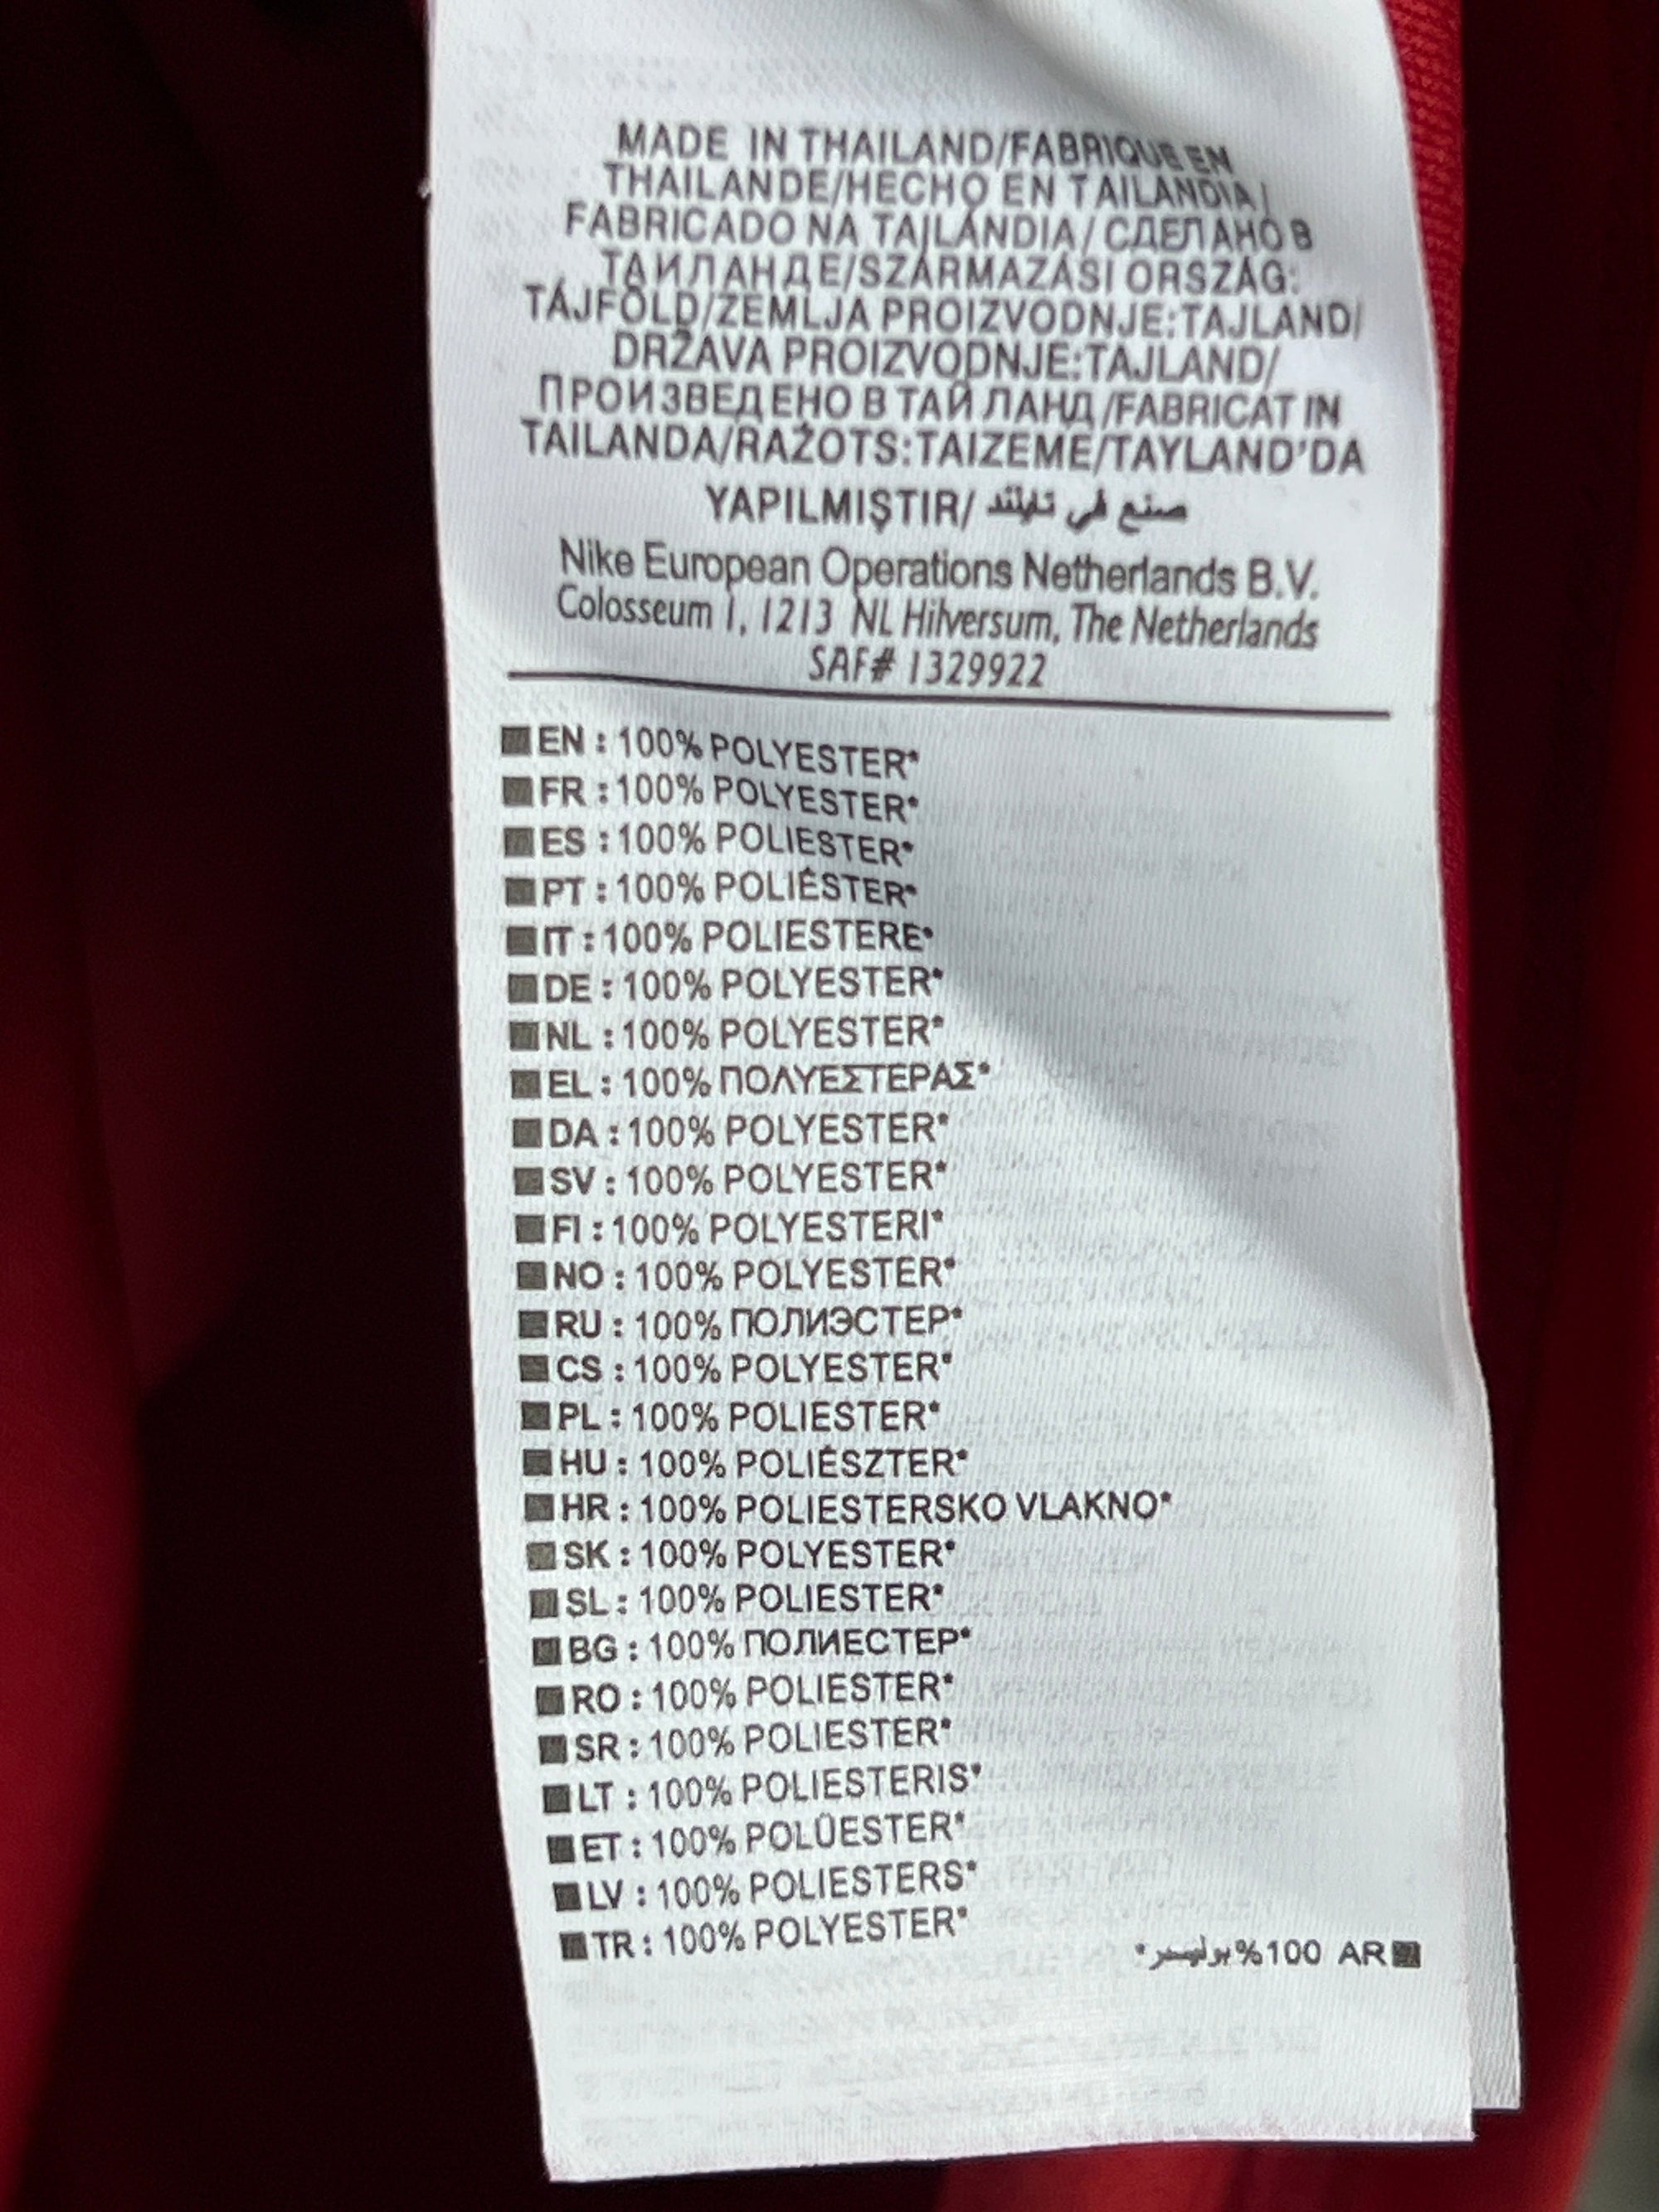 MADE IN THAILAND/FABRIQUE EN
THAILANDE/HECHO EN TAILANDIA/
FABRICADO NA TAILÂNDIA/СДЕЛАНО В
ТАИЛАНДЕ/SZÁRMAZÁSI ORSZÁG:
TÁJFÖLD/ZEMLJA PROIZVODNJE:TAJLAND/
DRŽAVA PROIZVODNJE:TAJLAND/
ПРОИЗВЕДЕНО В ТАЙЛАНД/FABRICAT IN
TAILANDA/RAŽOTS:TAIZEME/TAYLAND'DA
YAPILMIŞTIR/ صنع في تايلند
Nike European Operations Netherlands B.V.
Colosseum 1, 1213 NL Hilversum, The Netherlands
SAF# 1329922
EN : 100% POLYESTER*
FR : 100% POLYESTER*
ES : 100% POLIESTER*
PT : 100% POLIÉSTER*
IT : 100% POLIESTERE*
DE : 100% POLYESTER*
NL : 100% POLYESTER*
EL : 100% ΠΟΛΥΕΣΤΕΡΑΣ*
DA : 100% POLYESTER*
SV : 100% POLYESTER*
FI : 100% POLYESTERI*
NO : 100% POLYESTER*
RU : 100% ПОЛИЭСТЕР*
CS : 100% POLYESTER*
PL : 100% POLIESTER*
HU : 100% POLIÉSZTER*
HR : 100% POLIESTERSKO VLAKNO*
SK : 100% POLYESTER*
SL : 100% POLIESTER*
BG : 100% ПОЛИЕСТЕР*
RO : 100% POLIESTER*
SR : 100% POLIESTER*
LT : 100% POLIESTERIS*
ET : 100% POLÜESTER*
LV : 100% POLIESTERS*
TR : 100% POLYESTER*
AR 100% بوليستر*